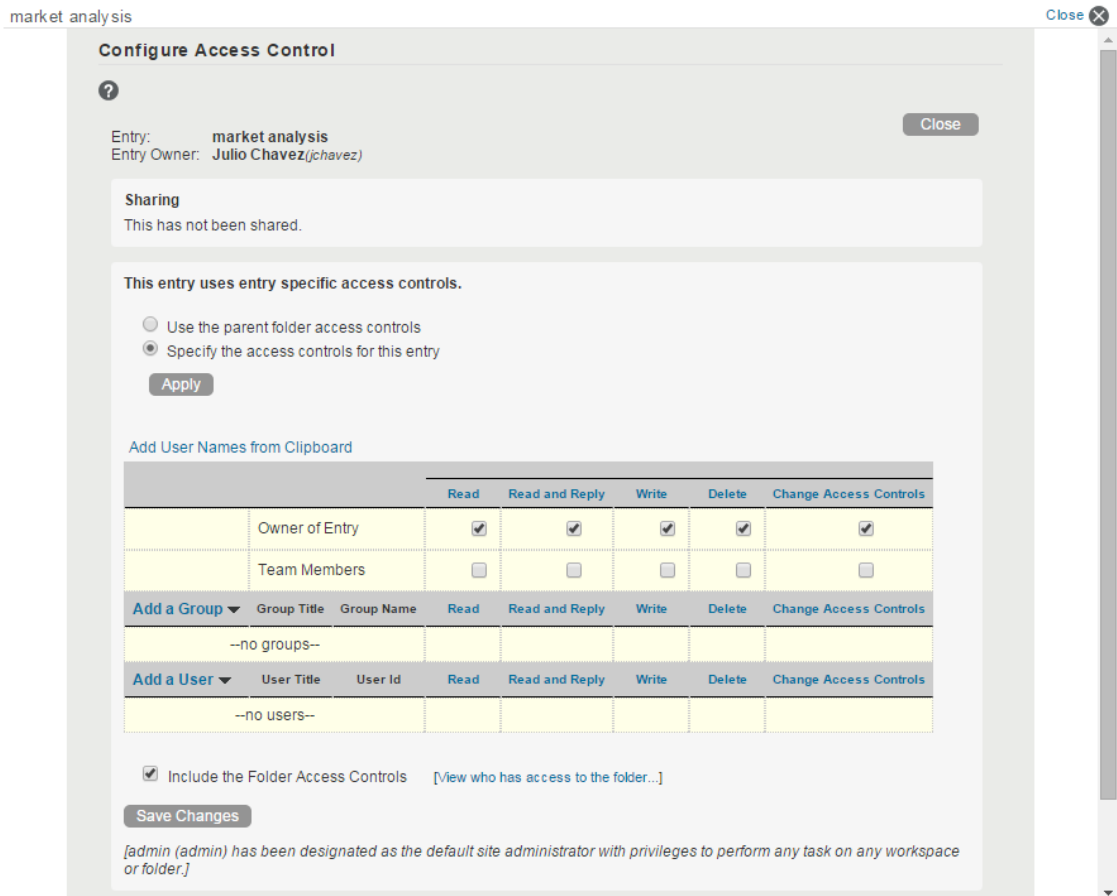 market analysis
Close
Configure Access Control
?
Close
Entry: market analysis
Entry Owner: Julio Chavez(jchavez)
Sharing
This has not been shared.
This entry uses entry specific access controls.
Use the parent folder access controls
Specify the access controls for this entry
Apply
Add User Names from Clipboard
Read Read and Reply Write Delete Change Access Controls
Owner of Entry
Team Members
Add a Group Group Title Group Name Read Read and Reply Write Delete Change Access Controls
--no groups--
Add a User User Title User Id Read Read and Reply Write Delete Change Access Controls
--no users--
Include the Folder Access Controls [View who has access to the folder...]
Save Changes
[admin (admin) has been designated as the default site administrator with privileges to perform any task on any workspace
or folder.]